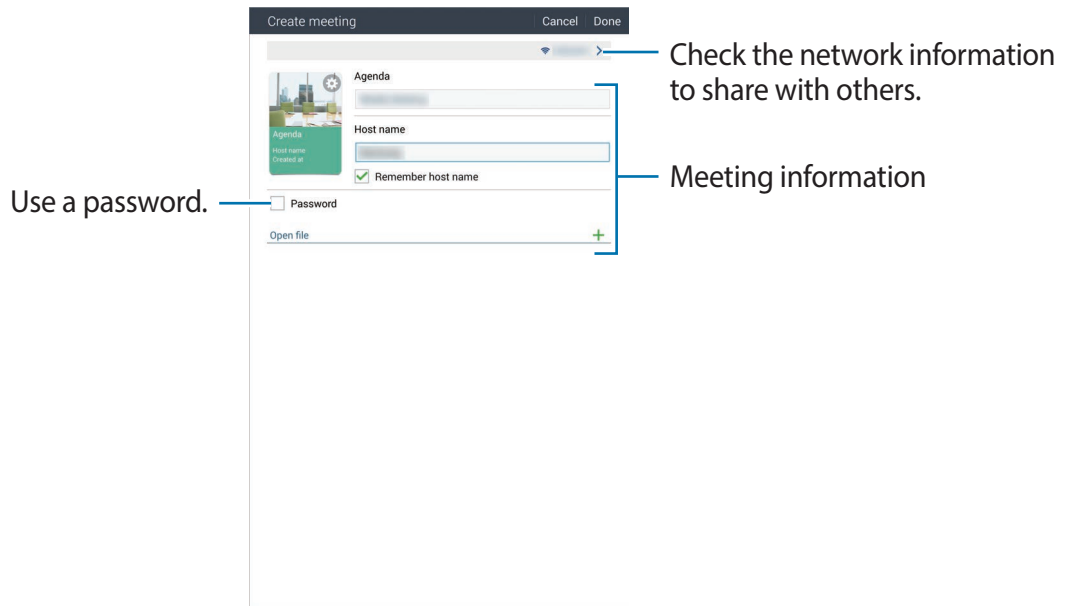 Create meeting Cancel Done
Check the network information
to share with others.
Agenda
Agenda
Host name
Created at
Host name
Remember host name
Meeting information
Use a password.
Password
Open file